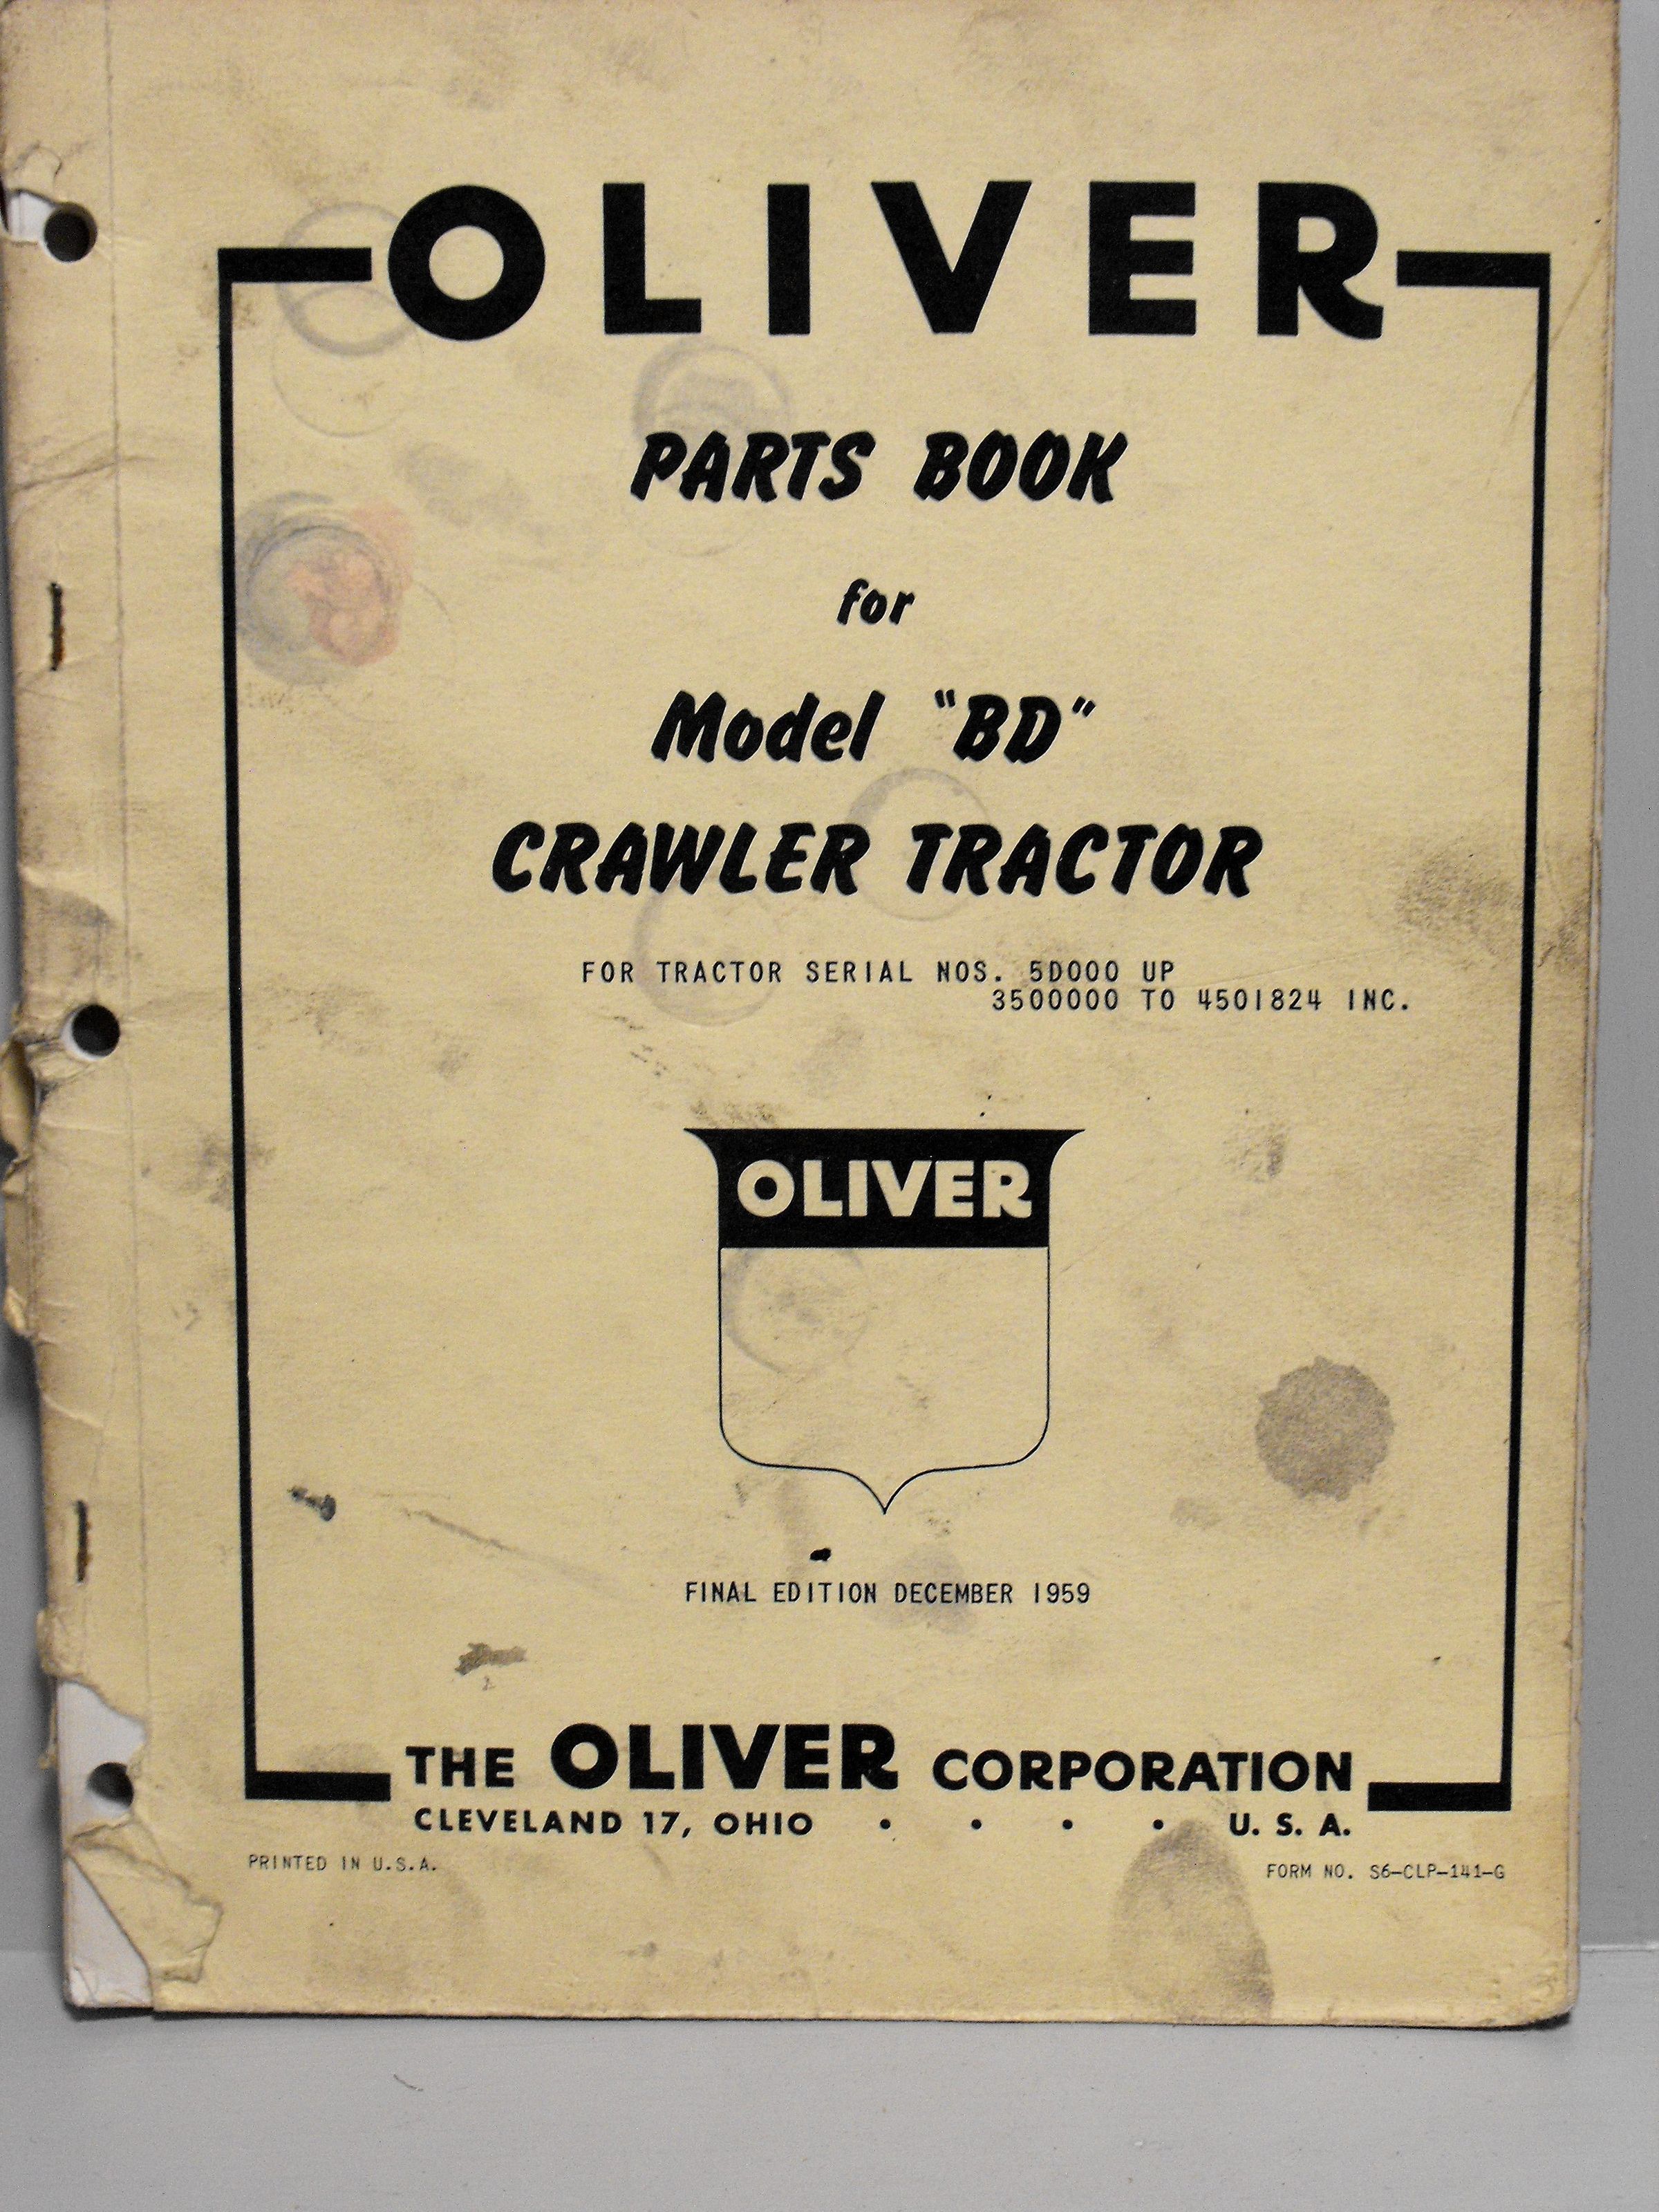 OLIVER
PARTS BOOK
for
Model "BD"
CRAWLER TRACTOR
FOR TRACTOR SERIAL NOS. 5D000 UP
3500000 TO 4501824 INC.
OLIVER
FINAL EDITION DECEMBER 1959
THE OLIVER CORPORATION
CLEVELAND 17, OHIO . . . . U. S. A.
PRINTED IN U.S.A. FORM NO. S6-CLP-141-G